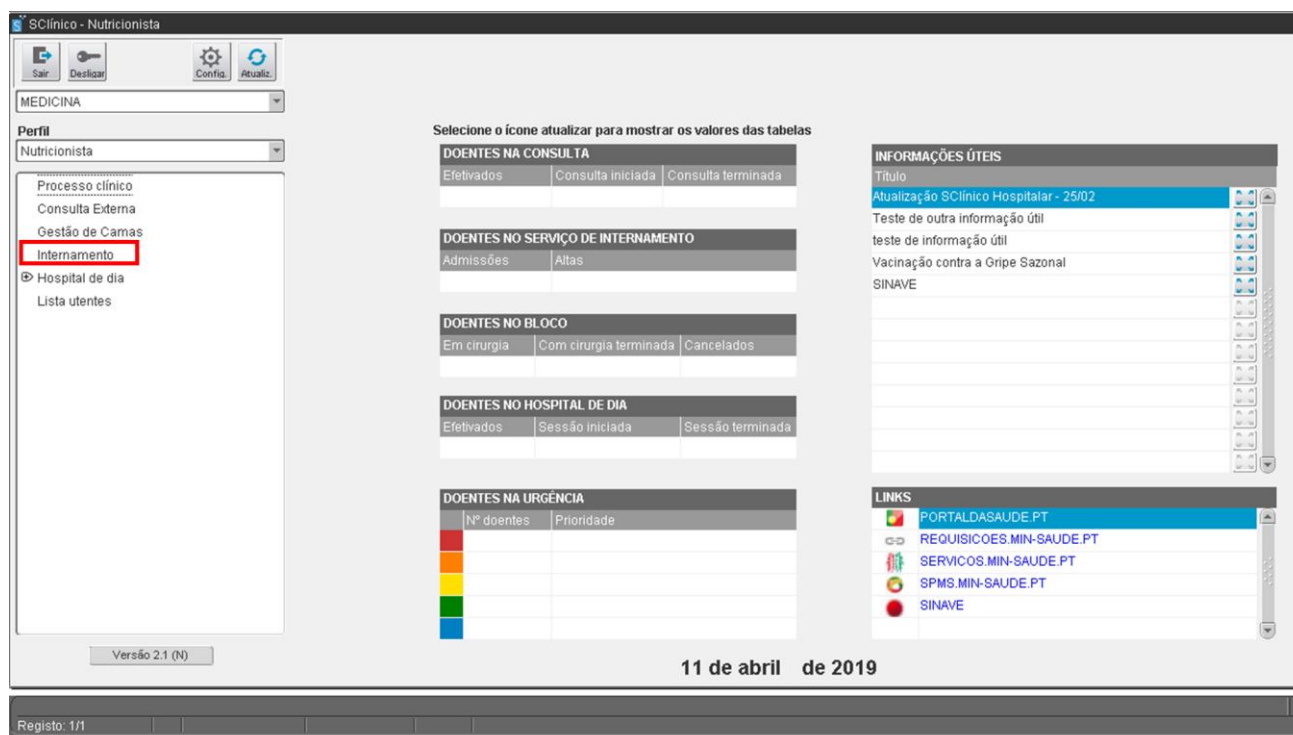 SClínico - Nutricionista
Sair Desligar Config. Atualiz.
MEDICINA
Perfil
Nutricionista
Processo clínico
Consulta Externa
Gestão de Camas
Internamento
Hospital de dia
Lista utentes
Versão 2.1 (N)
Selecione o ícone atualizar para mostrar os valores das tabelas
DOENTES NA CONSULTA
Efetivados Consulta iniciada Consulta terminada
DOENTES NO SERVIÇO DE INTERNAMENTO
Admissões Altas
DOENTES NO BLOCO
Em cirurgia Com cirurgia terminada Cancelados
DOENTES NO HOSPITAL DE DIA
Efetivados Sessão iniciada Sessão terminada
DOENTES NA URGÊNCIA
Nº doentes Prioridade
INFORMAÇÕES ÚTEIS
Título
Atualização SClínico Hospitalar - 25/02
Teste de outra informação útil
teste de informação útil
Vacinação contra a Gripe Sazonal
SINAVE
LINKS
PORTALDASAUDE.PT
REQUISICOES.MIN-SAUDE.PT
SERVICOS.MIN-SAUDE.PT
SPMS.MIN-SAUDE.PT
SINAVE
11 de abril de 2019
Registo: 1/1